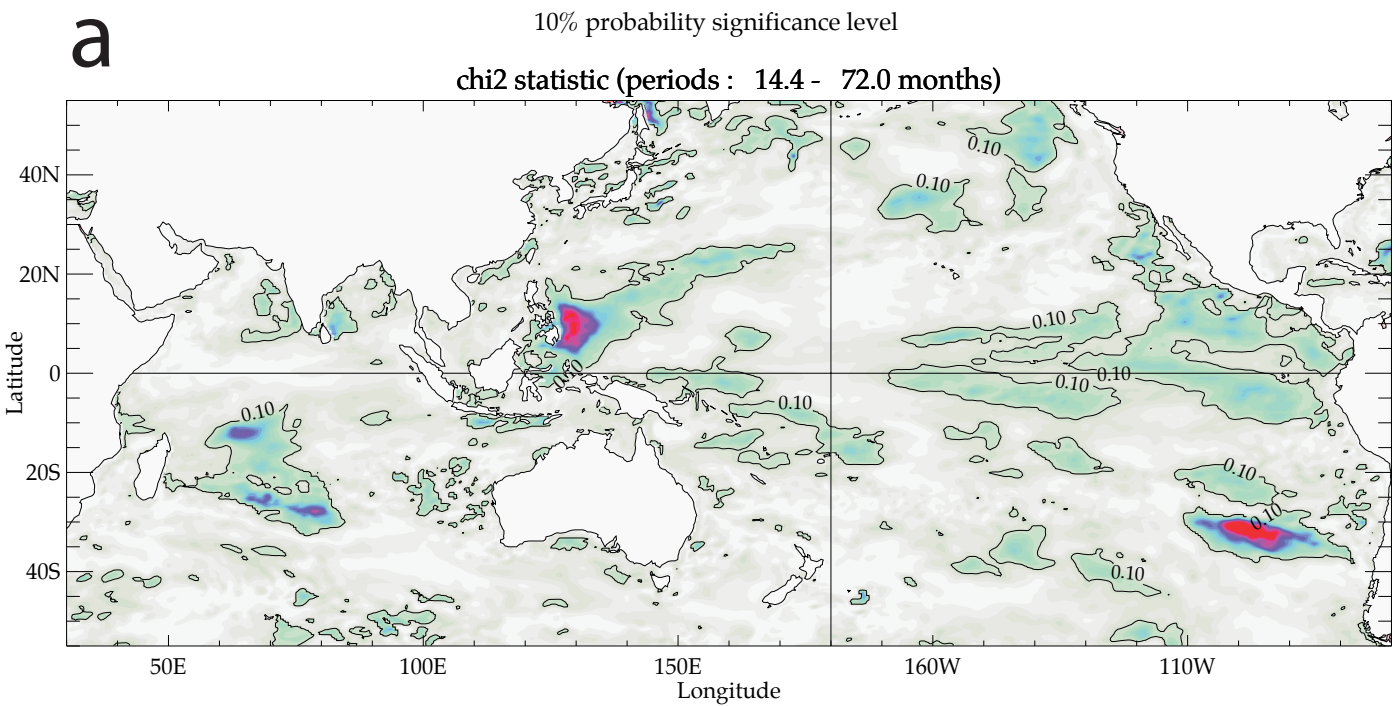 a
10% probability significance level
chi2 statistic (periods : 14.4 - 72.0 months)
0.10
0.10
40N
20N
0.10
Latitude
0
0.10
0.10
0.10
0.10
0.10
20S
0.10
0.10
40S
0.10
50E
100E
150E
160W
110W
Longitude